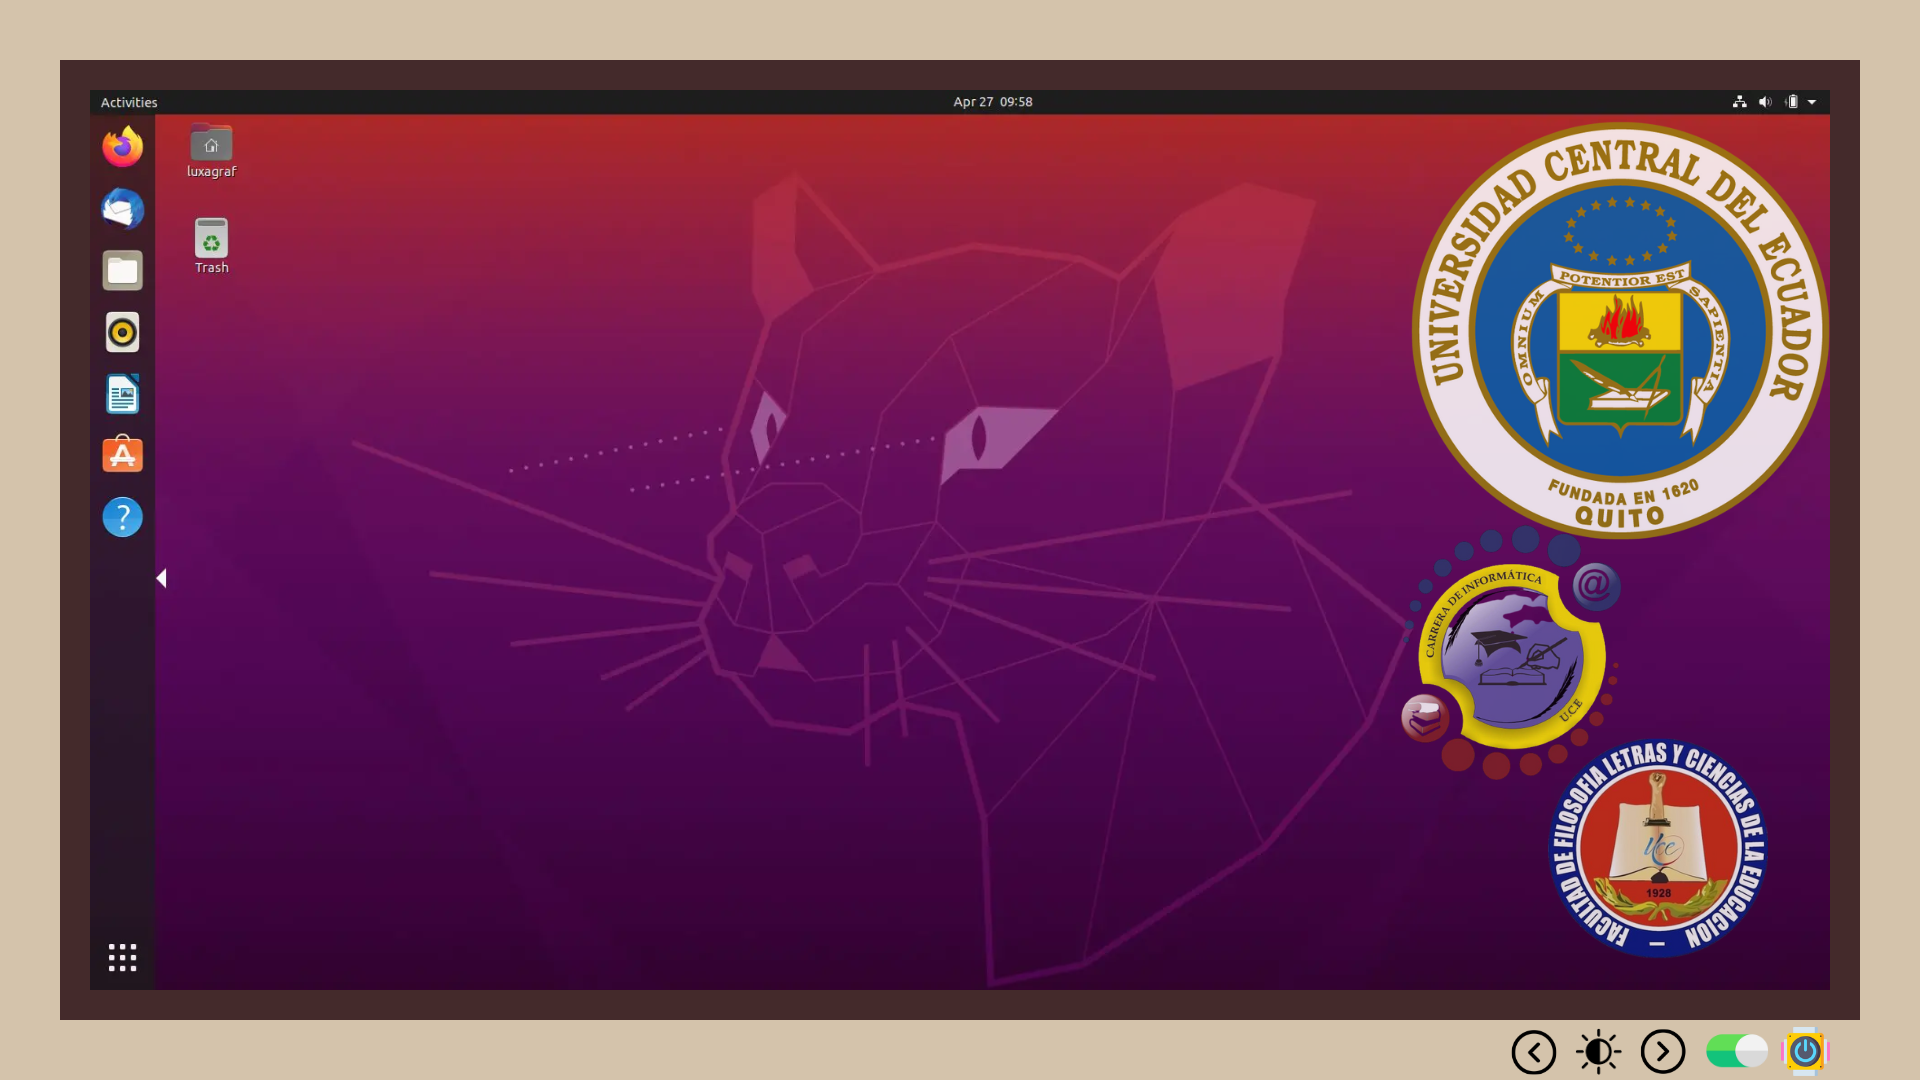 Activities
Apr 27 09:58
luxagraf
Trash
UNIVERSIDAD CENTRAL DEL ECUADOR
POTENTIOR EST
OMNIUM
SAPIENTIA
FUNDADA EN 1620
QUITO
CARRERA DE INFORMÁTICA
@
U.C.E
FACULTAD DE FILOSOFIA LETRAS Y CIENCIAS DE LA EDUCACION
Uce
1928
?